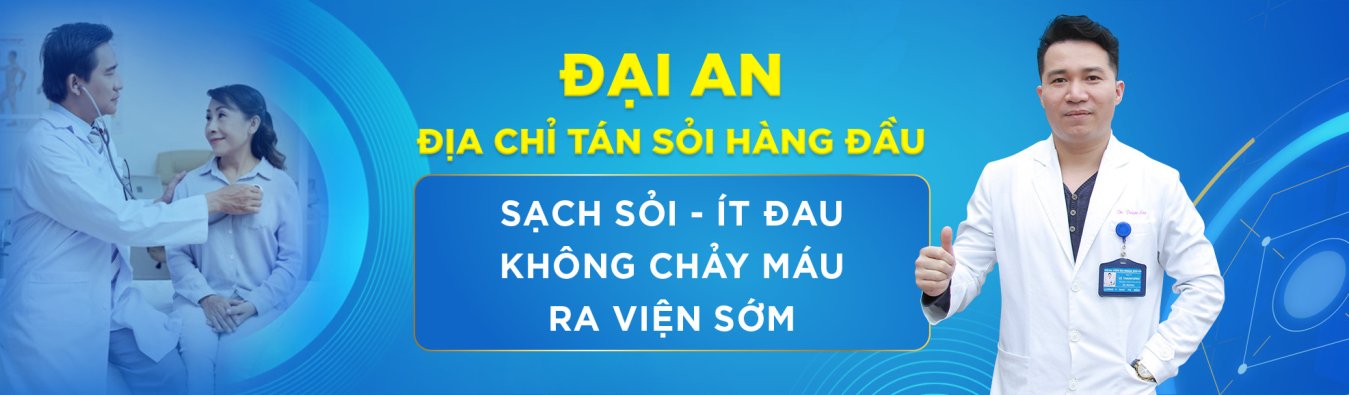 ĐẠI AN
ĐỊA CHỈ TÁN SỎI HÀNG ĐẦU
SẠCH SỎI - ÍT ĐAU
KHÔNG CHẢY MÁU
RA VIỆN SỚM